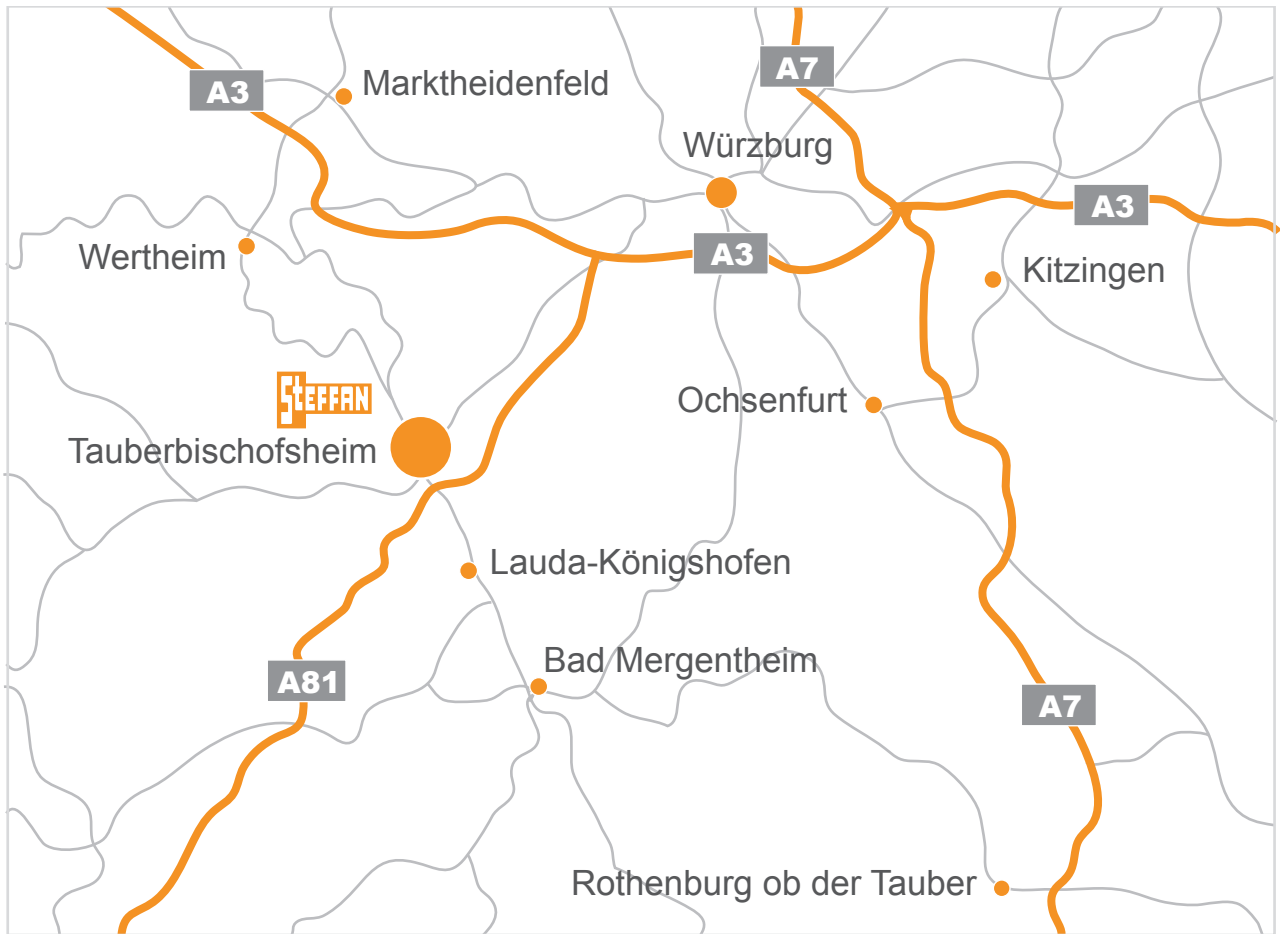 A7
A3
Marktheidenfeld
Würzburg
A3
Wertheim
A3
Kitzingen
STEFFAN
Ochsenfurt
Tauberbischofsheim
Lauda-Königshofen
Bad Mergentheim
A81
A7
Rothenburg ob der Tauber